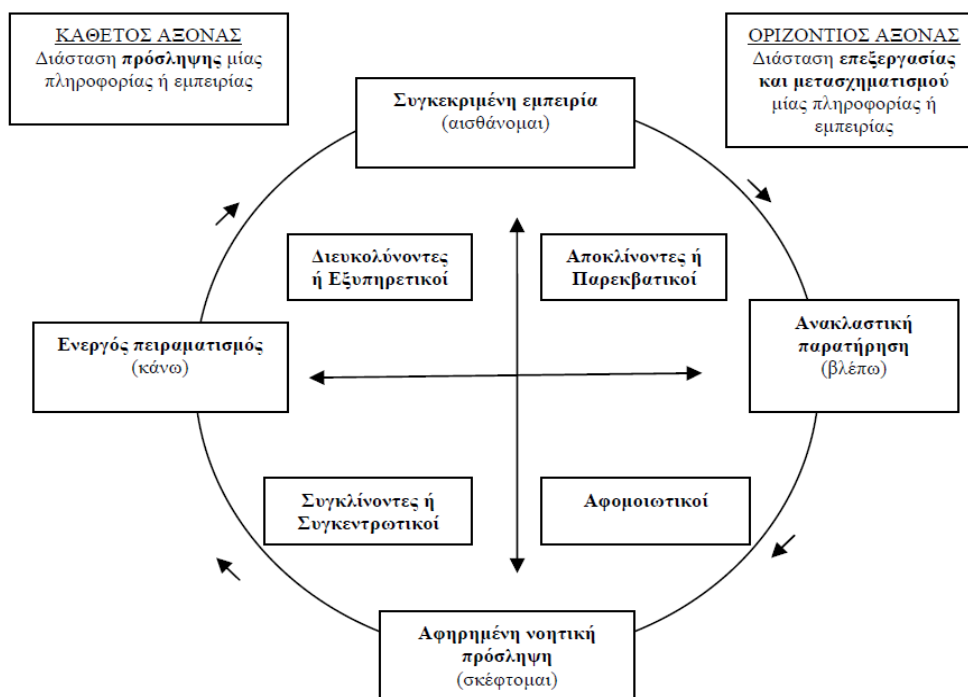 ΚΑΘΕΤΟΣ ΑΞΟΝΑΣ
Διάσταση πρόσληψης μίας
πληροφορίας ή εμπειρίας
ΟΡΙΖΟΝΤΙΟΣ ΑΞΟΝΑΣ
Διάσταση επεξεργασίας
και μετασχηματισμού
μίας πληροφορίας ή
εμπειρίας
Συγκεκριμένη εμπειρία
(αισθάνομαι)
Διευκολύνοντες
ή Εξυπηρετικοί
Αποκλίνοντες ή
Παρεκβατικοί
Ενεργός πειραματισμός
(κάνω)
Ανακλαστική
παρατήρηση
(βλέπω)
Συγκλίνοντες ή
Συγκεντρωτικοί
Αφομοιωτικοί
Αφηρημένη νοητική
πρόσληψη
(σκέφτομαι)